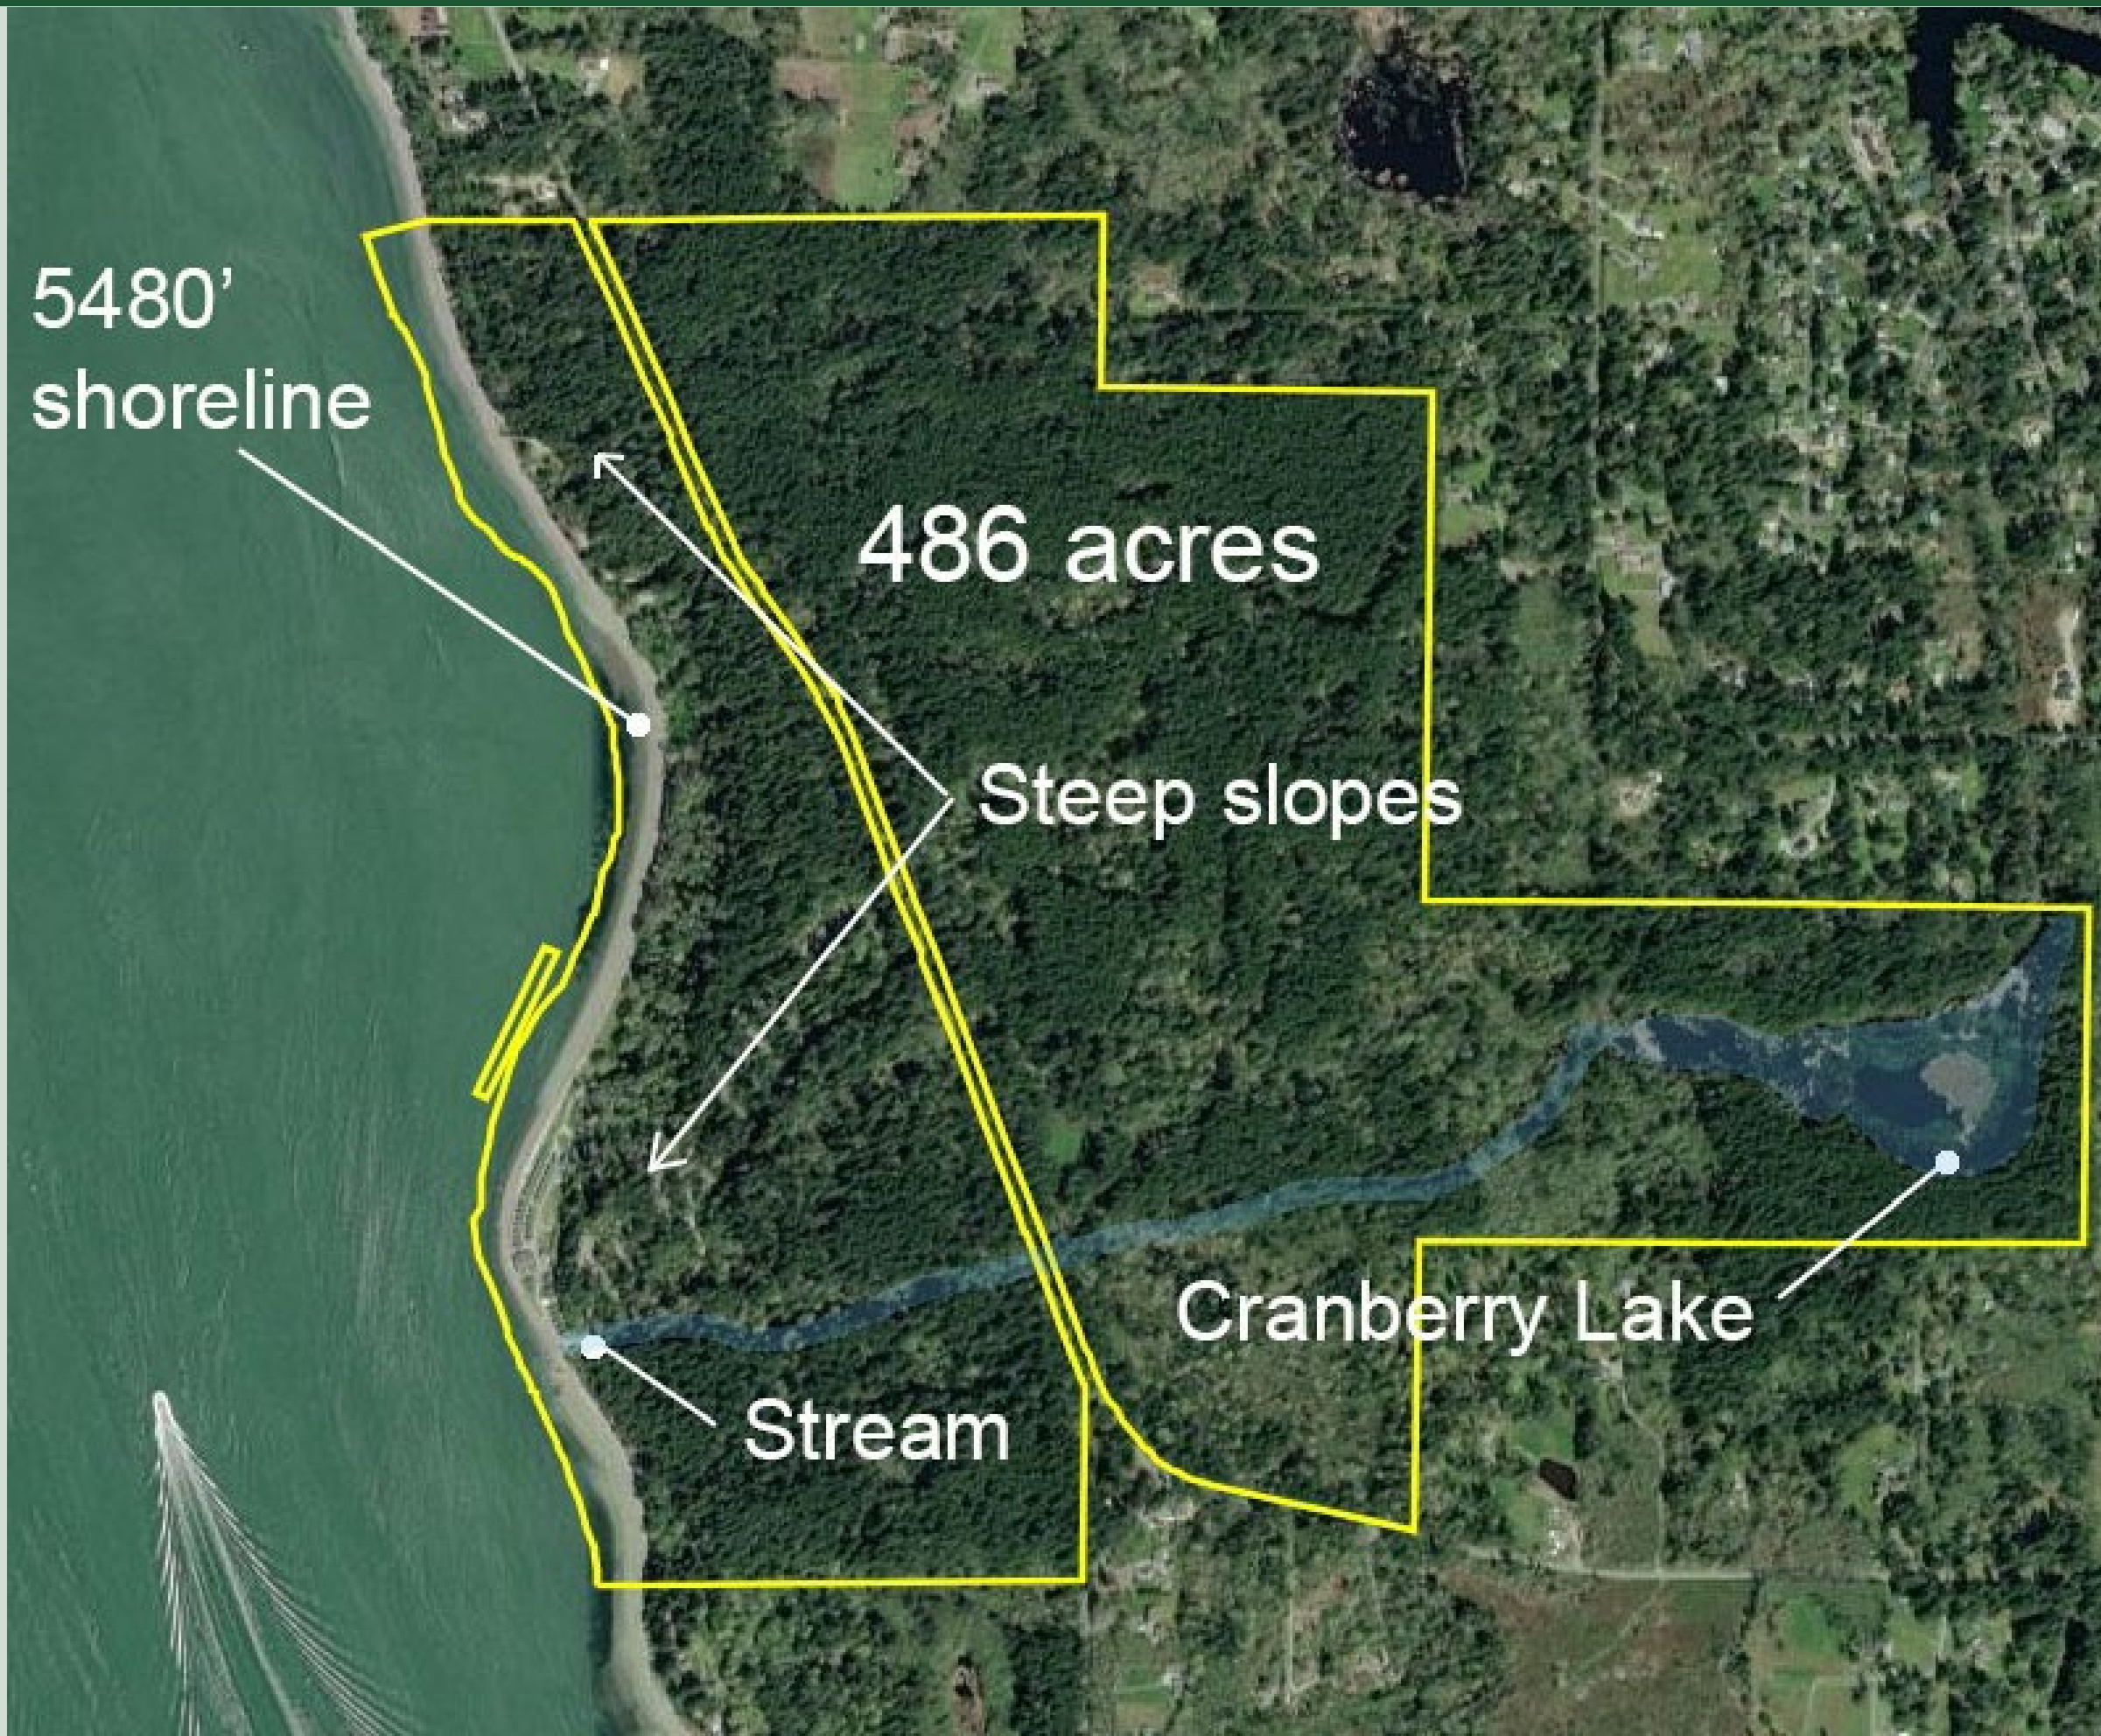 5480’
shoreline
486 acres
Steep slopes
Cranberry Lake
Stream